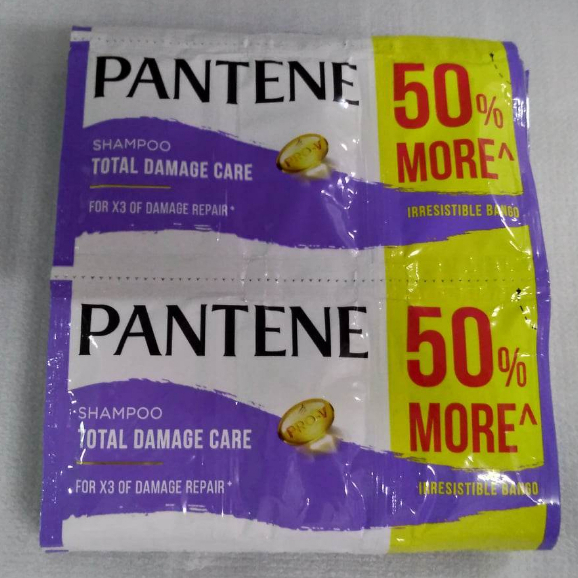 PANTENE
50%
MORE^
SHAMPOO
TOTAL DAMAGE CARE
PRO-V
FOR X3 OF DAMAGE REPAIR*
IRRESISTIBLE BANGO
PANTENE
50%
MORE^
SHAMPOO
TOTAL DAMAGE CARE
PRO-V
FOR X3 OF DAMAGE REPAIR*
IRRESISTIBLE BANGO